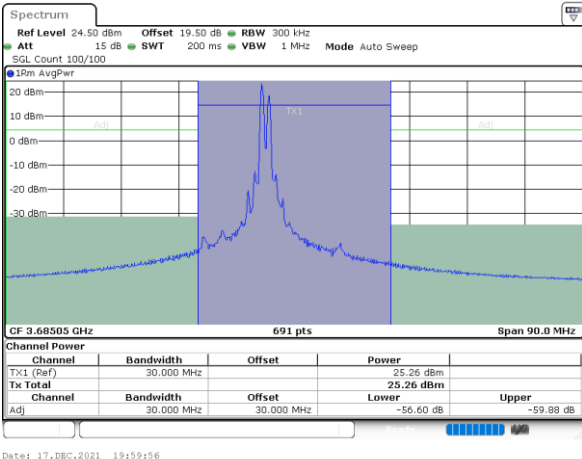 Spectrum
Ref Level 24.50 dBm Offset 19.50 dB RBW 300 kHz
Att 15 dB SWT 200 ms VBW 1 MHz Mode Auto Sweep
SGL Count 100/100
1Rm AvgPwr
20 dBm
10 dBm
Adj TX1 Adj
0 dBm
-10 dBm
-20 dBm
-30 dBm
CF 3.68505 GHz 691 pts Span 90.0 MHz
Channel Power
Channel Bandwidth Offset Power
TX1 (Ref) 30.000 MHz 25.26 dBm
Tx Total 25.26 dBm
Channel Bandwidth Offset Lower Upper
Adj 30.000 MHz 30.000 MHz -56.60 dB -59.88 dB
Ready
Date: 17.DEC.2021 19:59:56